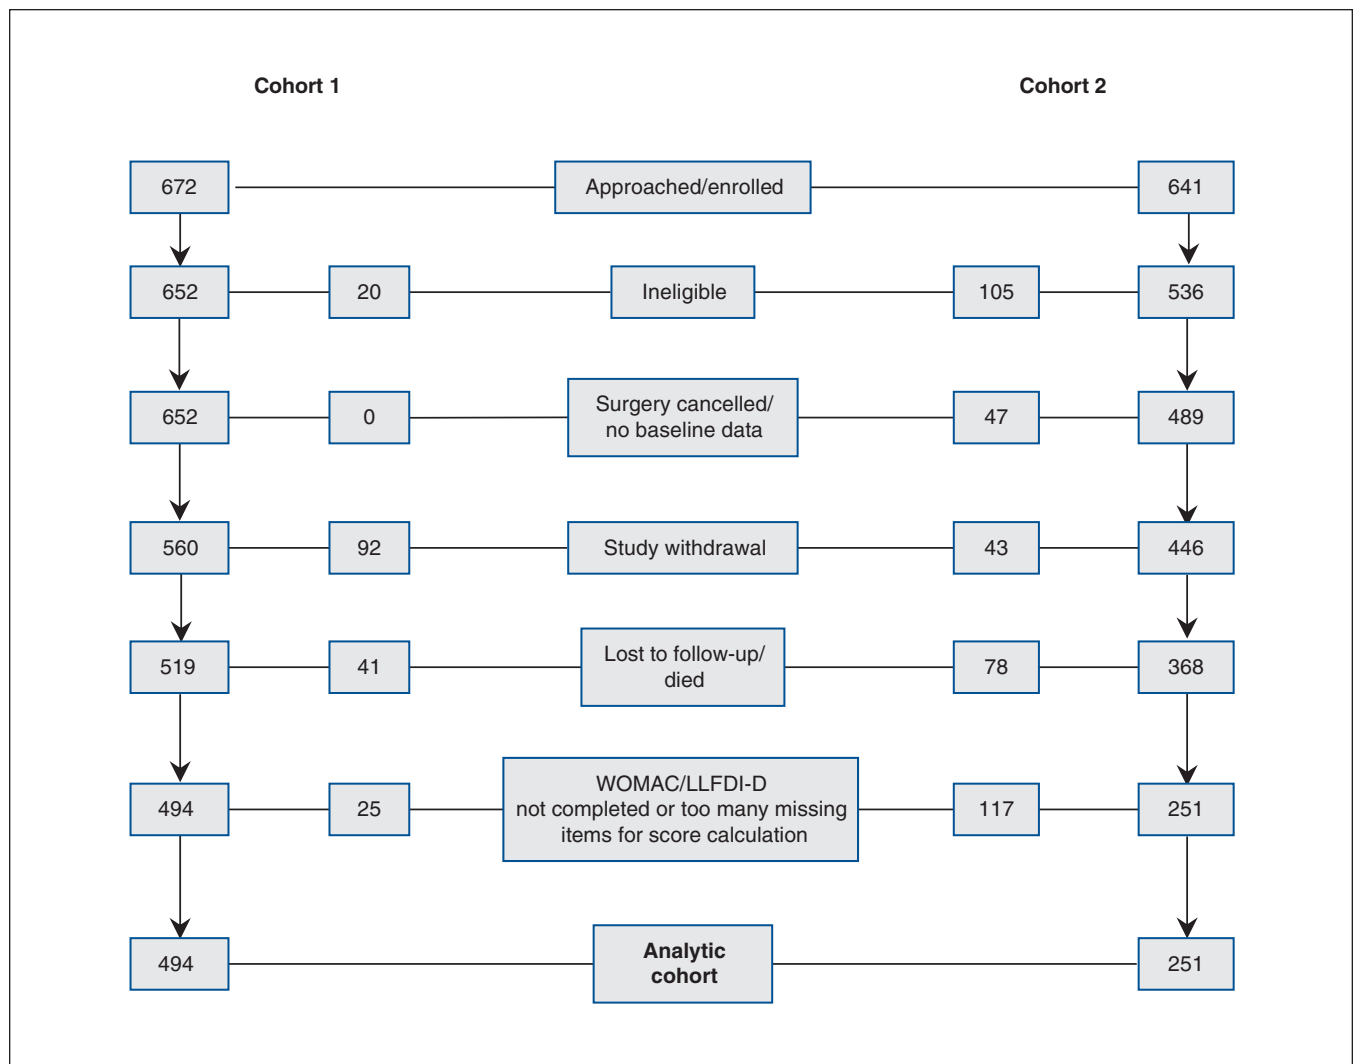 Cohort 1
Cohort 2
672
Approached/enrolled
641
652
20
Ineligible
105
536
652
0
Surgery cancelled/
no baseline data
47
489
560
92
Study withdrawal
43
446
519
41
Lost to follow-up/
died
78
368
494
25
WOMAC/LLFDI-D
not completed or too many missing
items for score calculation
117
251
494
Analytic
cohort
251